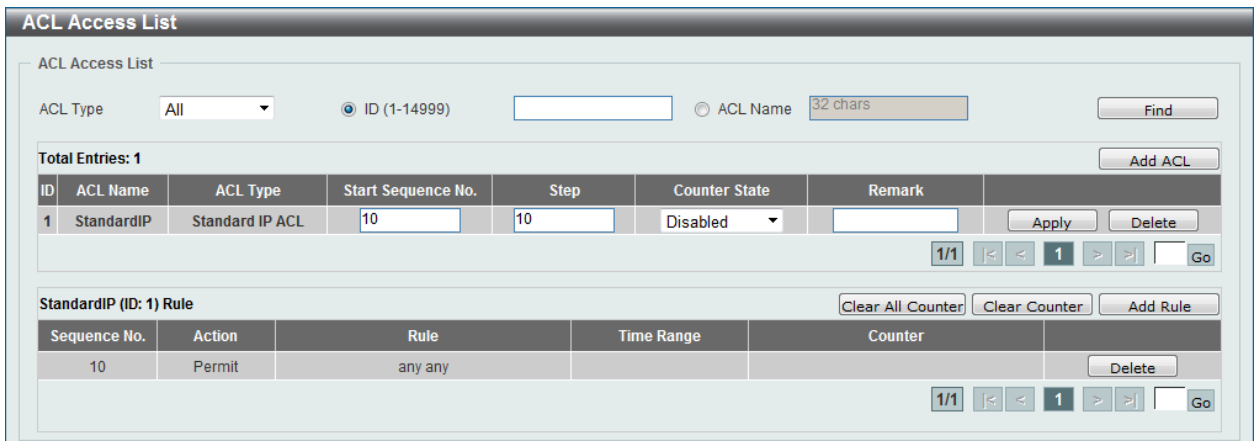 ACL Access List
ACL Access List
ACL Type All ID (1-14999) ACL Name 32 chars Find
Total Entries: 1 Add ACL
ID ACL Name ACL Type Start Sequence No. Step Counter State Remark
1 StandardIP Standard IP ACL 10 10 Disabled Apply Delete
1/1 |< < 1 > >| Go
StandardIP (ID: 1) Rule Clear All Counter Clear Counter Add Rule
Sequence No. Action Rule Time Range Counter
10 Permit any any Delete
1/1 |< < 1 > >| Go